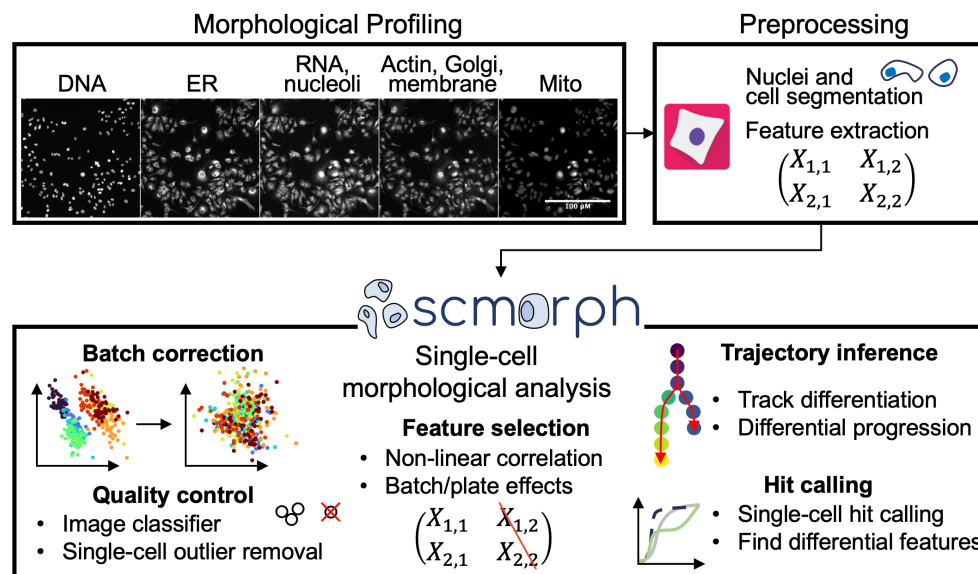 Morphological Profiling
DNA
ER
RNA,
nucleoli
Actin, Golgi,
membrane
Mito
100 µM
Preprocessing
Nuclei and
cell segmentation
Feature extraction
(X1,1 X1,2
X2,1 X2,2)
scmorph
Single-cell
morphological analysis
Batch correction
Quality control
• Image classifier
• Single-cell outlier removal
Feature selection
• Non-linear correlation
• Batch/plate effects
(X1,1 X1,2
X2,1 X2,2)
Trajectory inference
• Track differentiation
• Differential progression
Hit calling
• Single-cell hit calling
• Find differential features